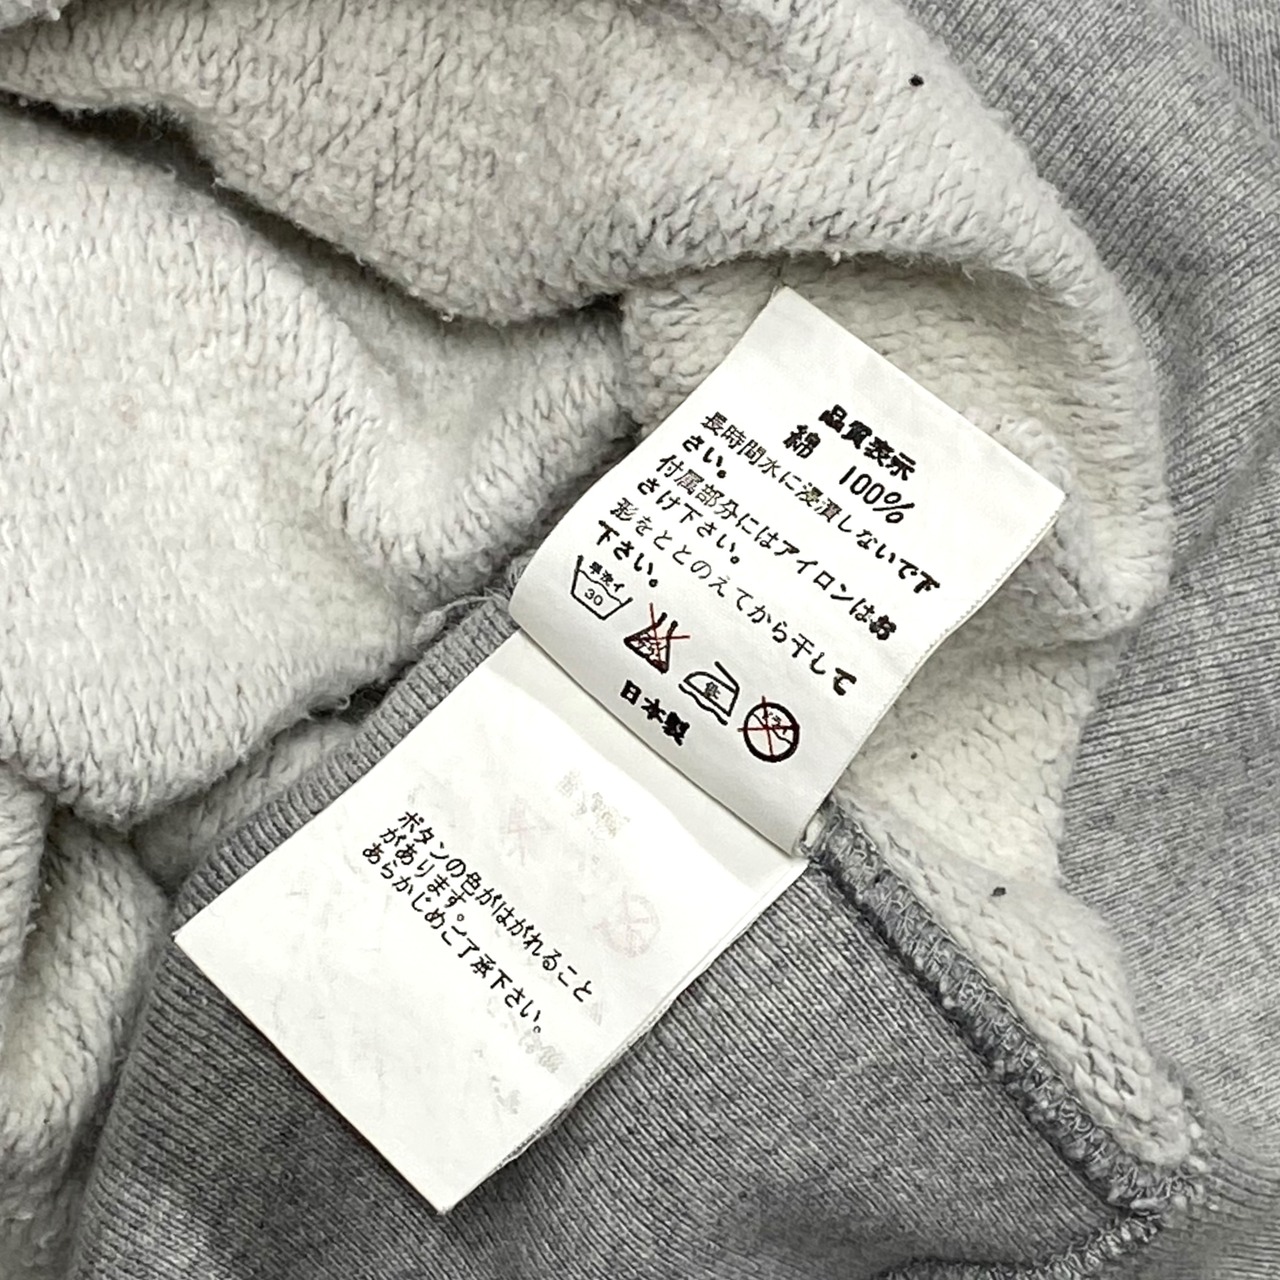 品質表示
綿 100%
長時間水に浸漬しないで下
さい。
付属部分にはアイロンはお
さけ下さい。
形をととのえてから干して
下さい。
手洗イ
30
日本製
ボタンの色がはがれること
があります。
あらかじめご了承下さい。